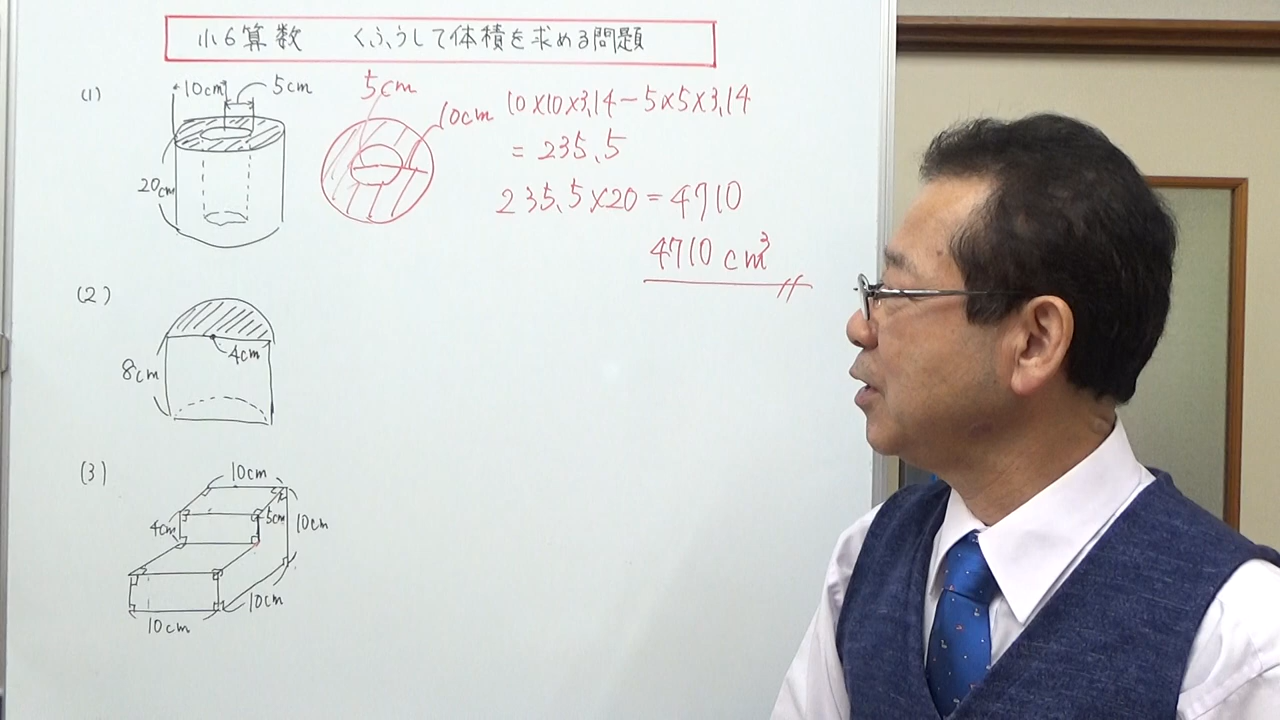 小6算数 くふうして体積を求める問題
(1)
10cm
5cm
20cm
5cm
10cm
10×10×3.14-5×5×3.14
=235.5
235.5×20=4710
4710cm³
(2)
4cm
8cm
(3)
10cm
4cm
5cm
10cm
10cm
10cm